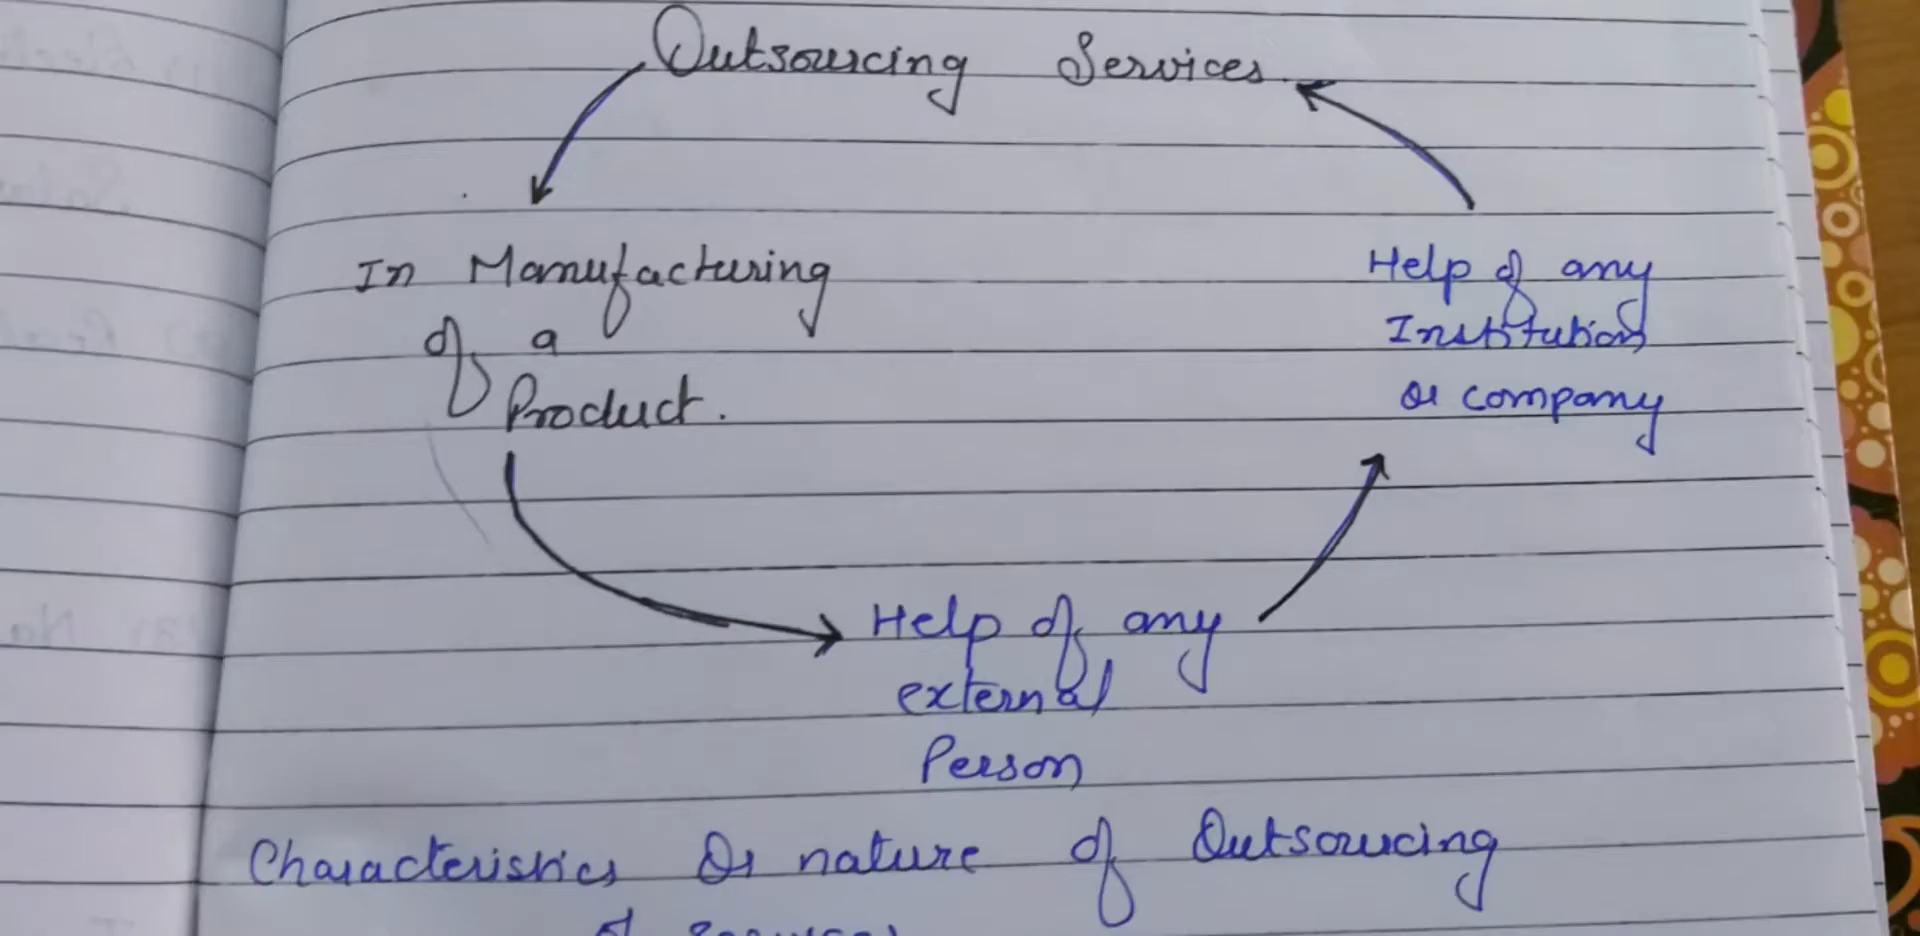 Outsourcing Services
In Manufacturing
of a
Product.
Help of any
Institution
or company
Help of any
external
Person
Characteristics Or nature of Outsourcing
of